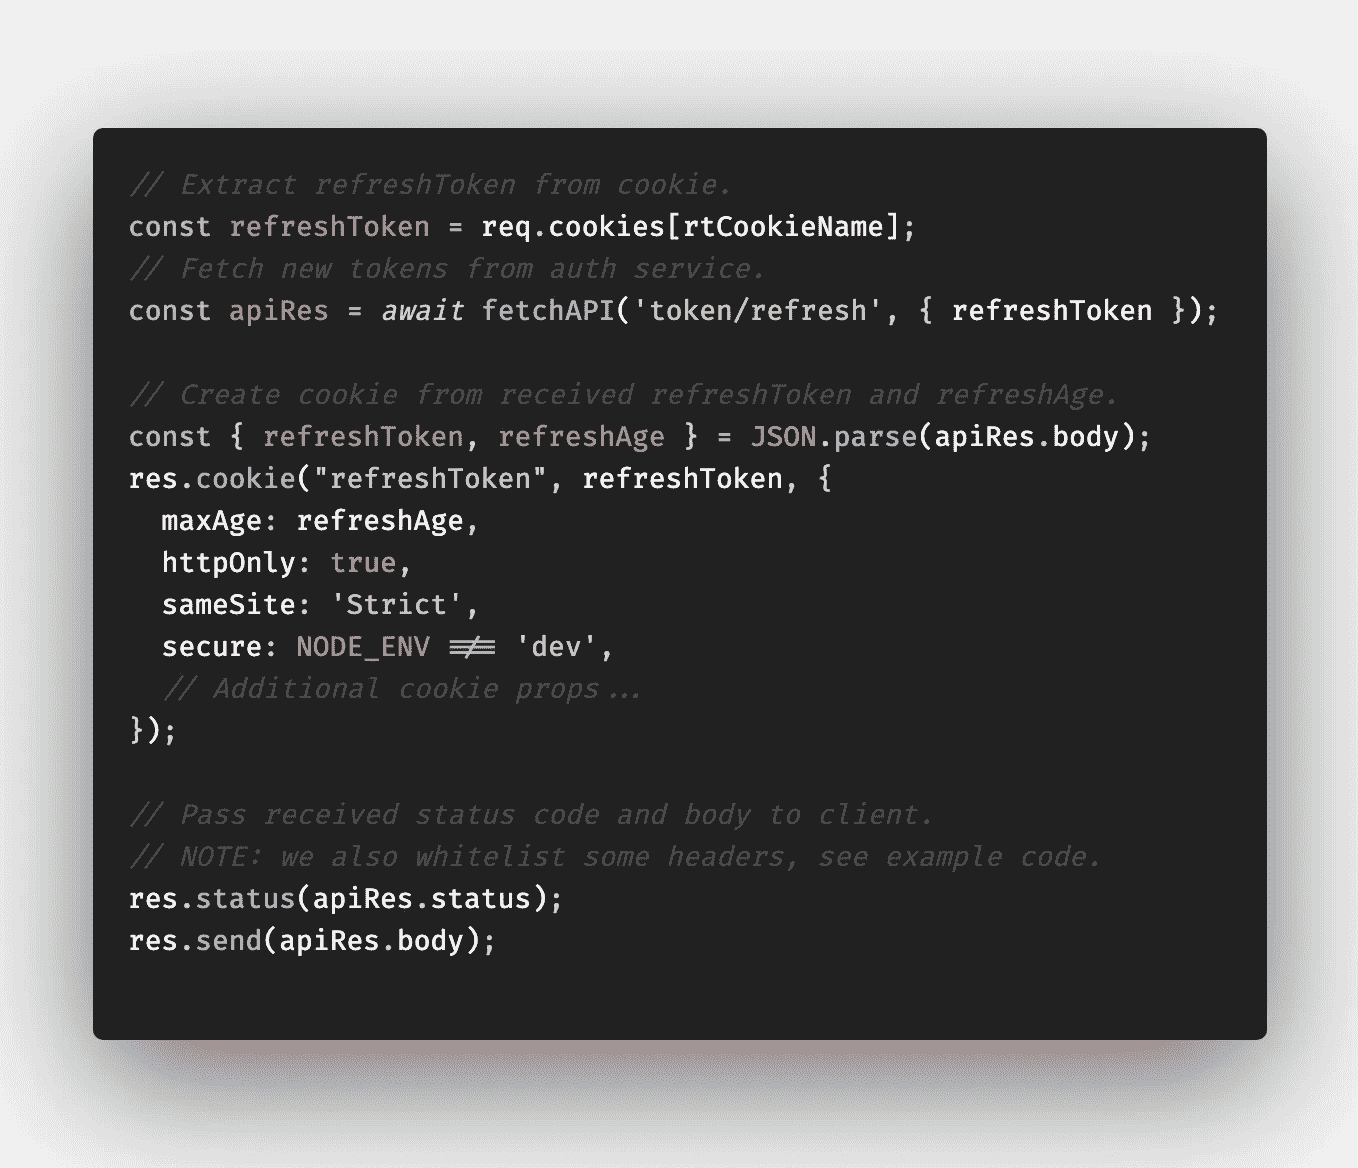 // Extract refreshToken from cookie.
const refreshToken = req.cookies[rtCookieName];
// Fetch new tokens from auth service.
const apiRes = await fetchAPI('token/refresh', { refreshToken });
// Create cookie from received refreshToken and refreshAge.
const { refreshToken, refreshAge } = JSON.parse(apiRes.body);
res.cookie("refreshToken", refreshToken, {
  maxAge: refreshAge,
  httpOnly: true,
  sameSite: 'Strict',
  secure: NODE_ENV !== 'dev',
  // Additional cookie props...
});
// Pass received status code and body to client.
// NOTE: we also whitelist some headers, see example code.
res.status(apiRes.status);
res.send(apiRes.body);